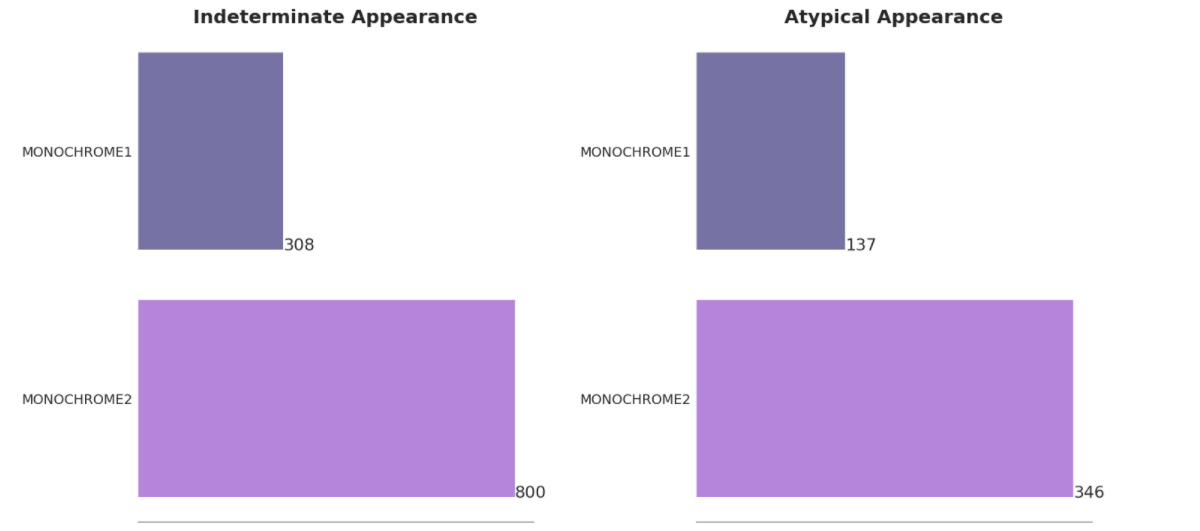 Indeterminate Appearance
MONOCHROME1
308
MONOCHROME2
800
Atypical Appearance
MONOCHROME1
137
MONOCHROME2
346